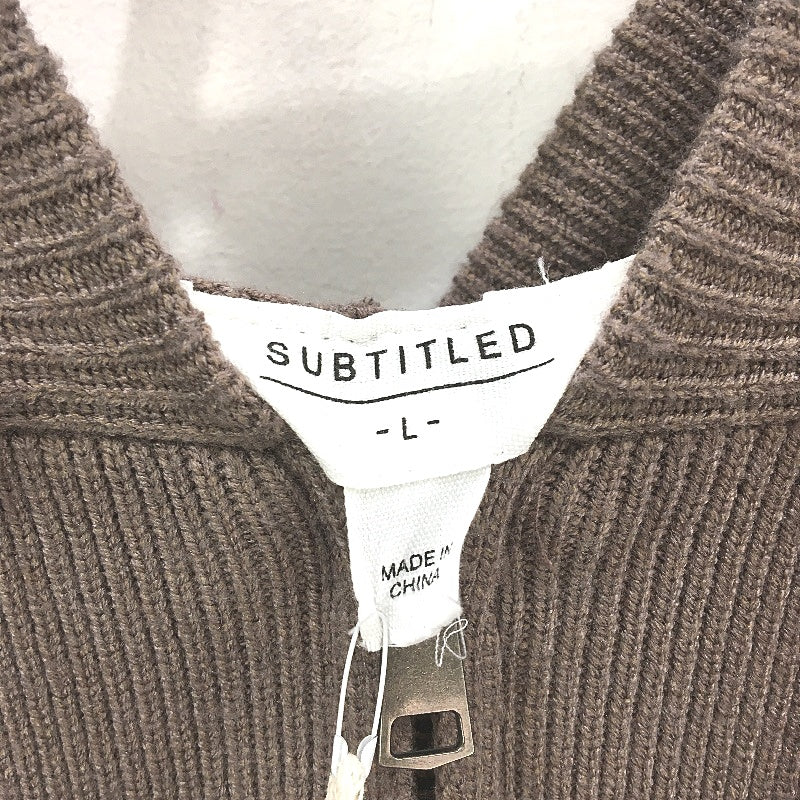 SUBTITLED
-L-
MADE IN
CHINA